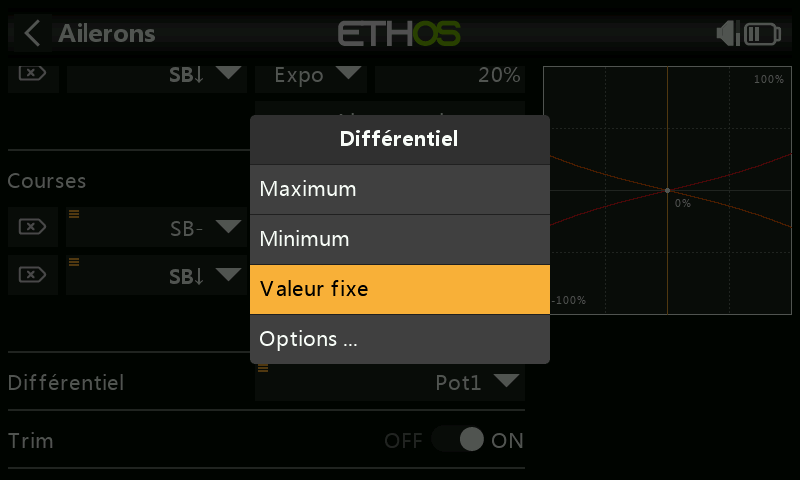 Ailerons
ETHOS
SB↓
Expo
20%
100%
Différentiel
Maximum
Minimum
Valeur fixe
Options ...
Courses
SB-
SB↓
0%
-100%
Différentiel
Pot1
Trim
OFF
ON